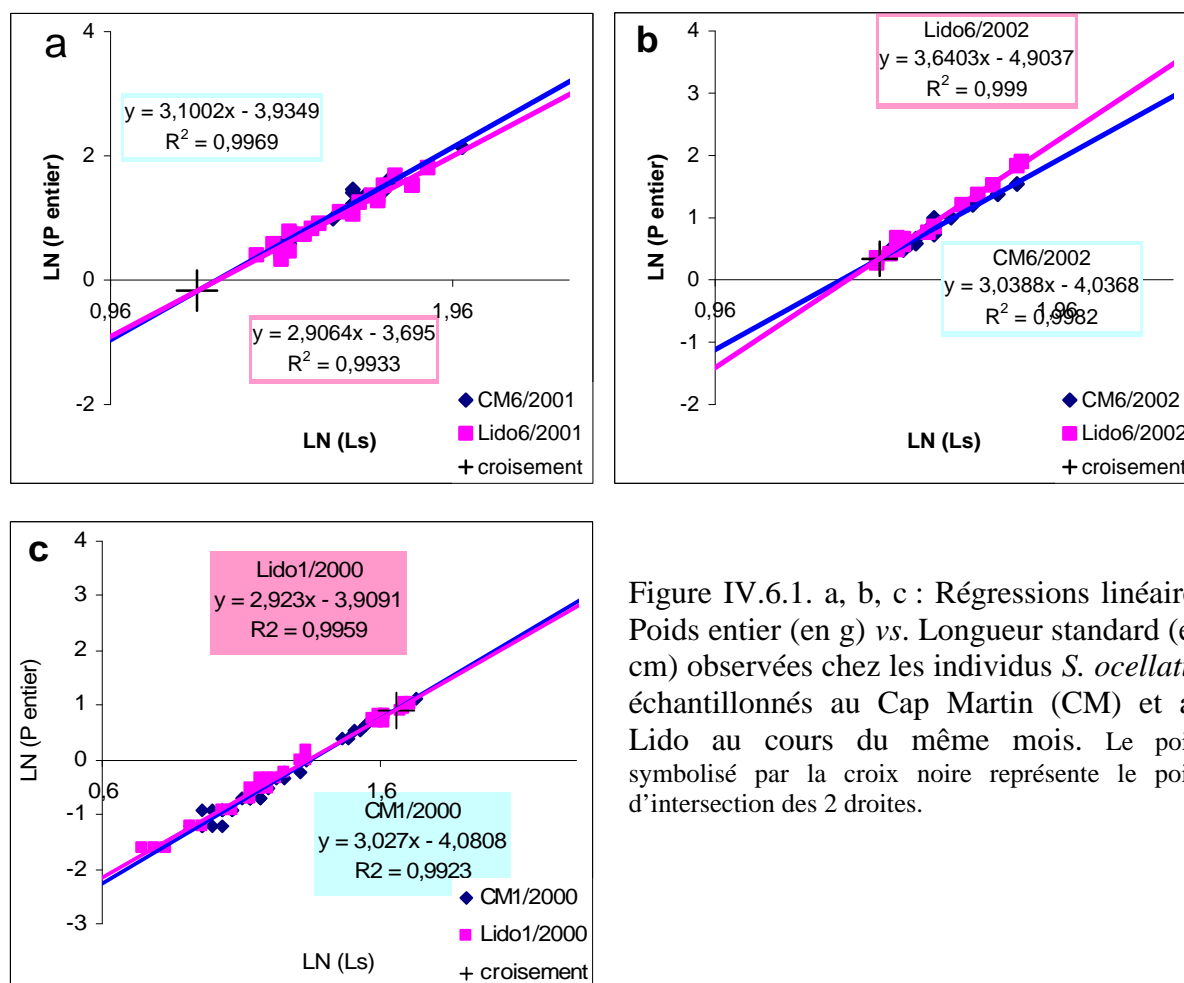 a
4
2
0
-2
LN (P entier)
y = 3,1002x - 3,9349
R² = 0,9969
0,96
1,96
y = 2,9064x - 3,695
R² = 0,9933
LN (Ls)
CM6/2001
Lido6/2001
croisement
b
4
3
2
1
0
-1
-2
LN (P entier)
Lido6/2002
y = 3,6403x - 4,9037
R² = 0,999
0,96
1,96
CM6/2002
y = 3,0388x - 4,0368
R² = 0,9982
LN (Ls)
CM6/2002
Lido6/2002
croisement
c
4
3
2
1
0
-1
-2
-3
LN (P entier)
Lido1/2000
y = 2,923x - 3,9091
R2 = 0,9959
0,6
1,6
CM1/2000
y = 3,027x - 4,0808
R2 = 0,9923
LN (Ls)
CM1/2000
Lido1/2000
croisement
Figure IV.6.1. a, b, c : Régressions linéaire
Poids entier (en g) vs. Longueur standard (e
cm) observées chez les individus S. ocellat
échantillonnés au Cap Martin (CM) et a
Lido au cours du même mois. Le poi
symbolisé par la croix noire représente le poi
d'intersection des 2 droites.